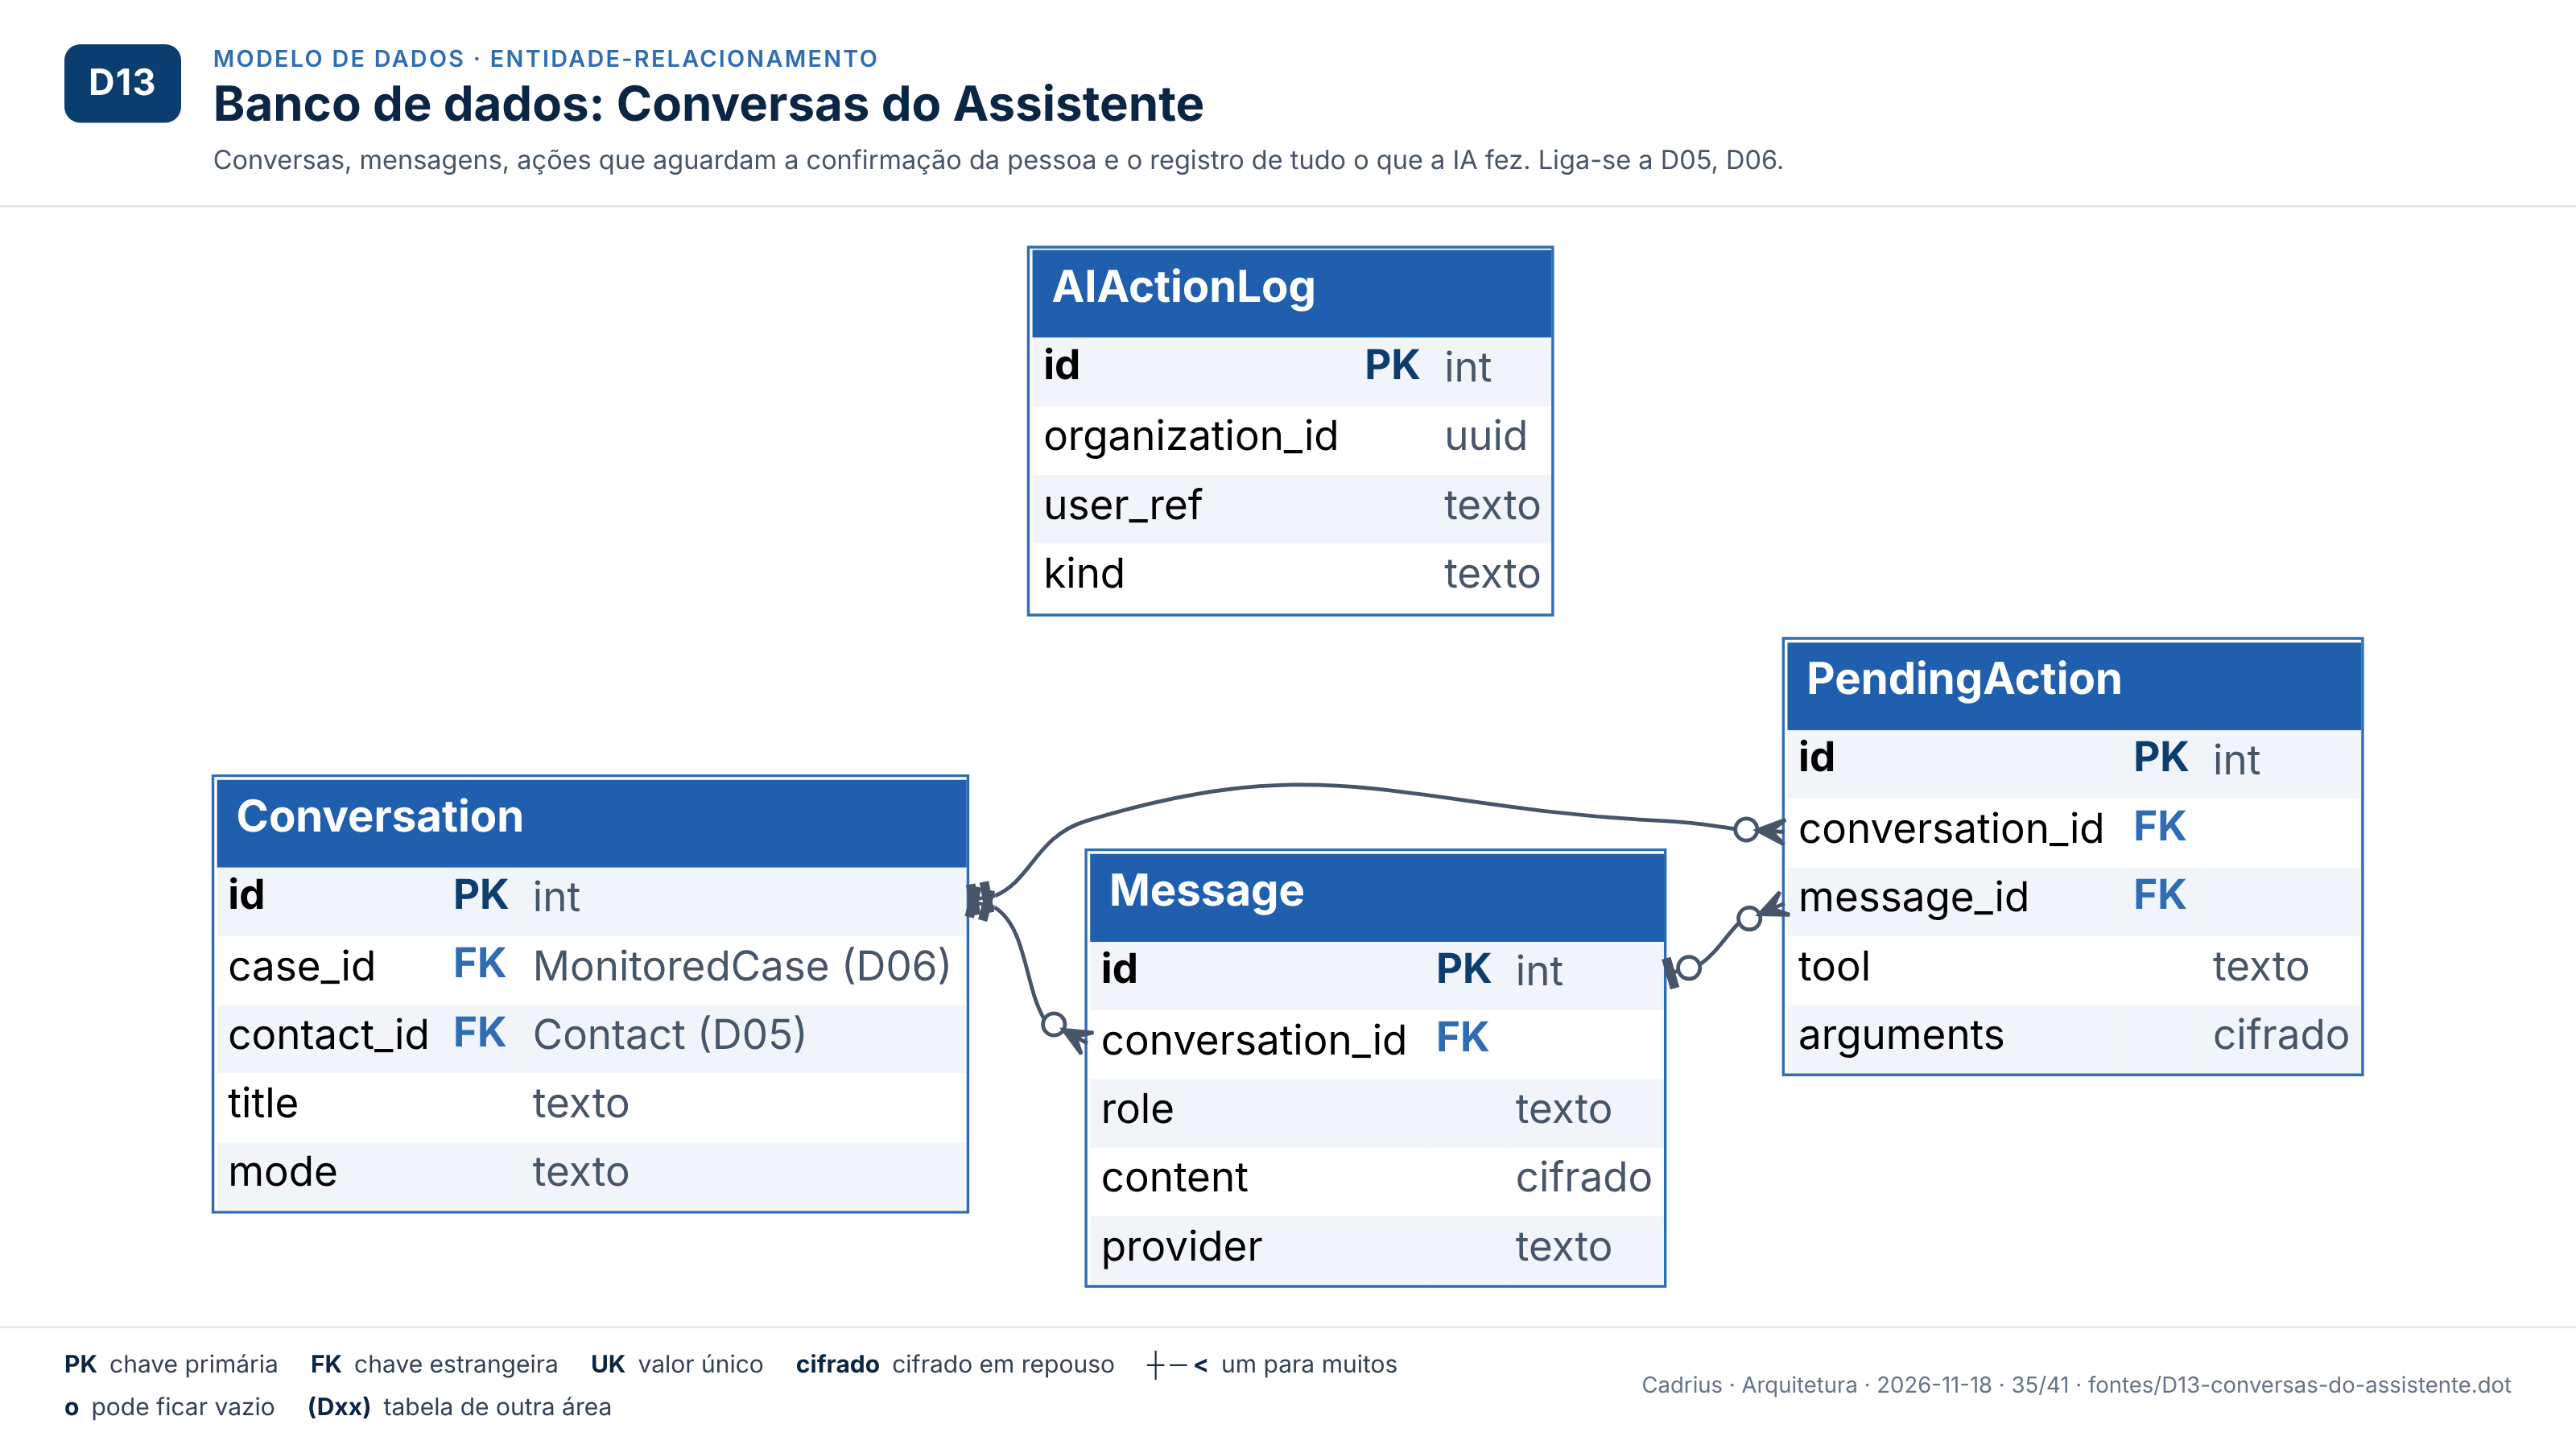 D13
MODELO DE DADOS · ENTIDADE-RELACIONAMENTO
Banco de dados: Conversas do Assistente
Conversas, mensagens, ações que aguardam a confirmação da pessoa e o registro de tudo o que a IA fez. Liga-se a D05, D06.
AIActionLog
id PK int
organization_id uuid
user_ref texto
kind texto
PendingAction
id PK int
conversation_id FK
message_id FK
tool texto
arguments cifrado
Conversation
id PK int
case_id FK MonitoredCase (D06)
contact_id FK Contact (D05)
title texto
mode texto
Message
id PK int
conversation_id FK
role texto
content cifrado
provider texto
PK chave primária FK chave estrangeira UK valor único cifrado cifrado em repouso ┼─< um para muitos
o pode ficar vazio (Dxx) tabela de outra área
Cadrius · Arquitetura · 2026-11-18 · 35/41 · fontes/D13-conversas-do-assistente.dot